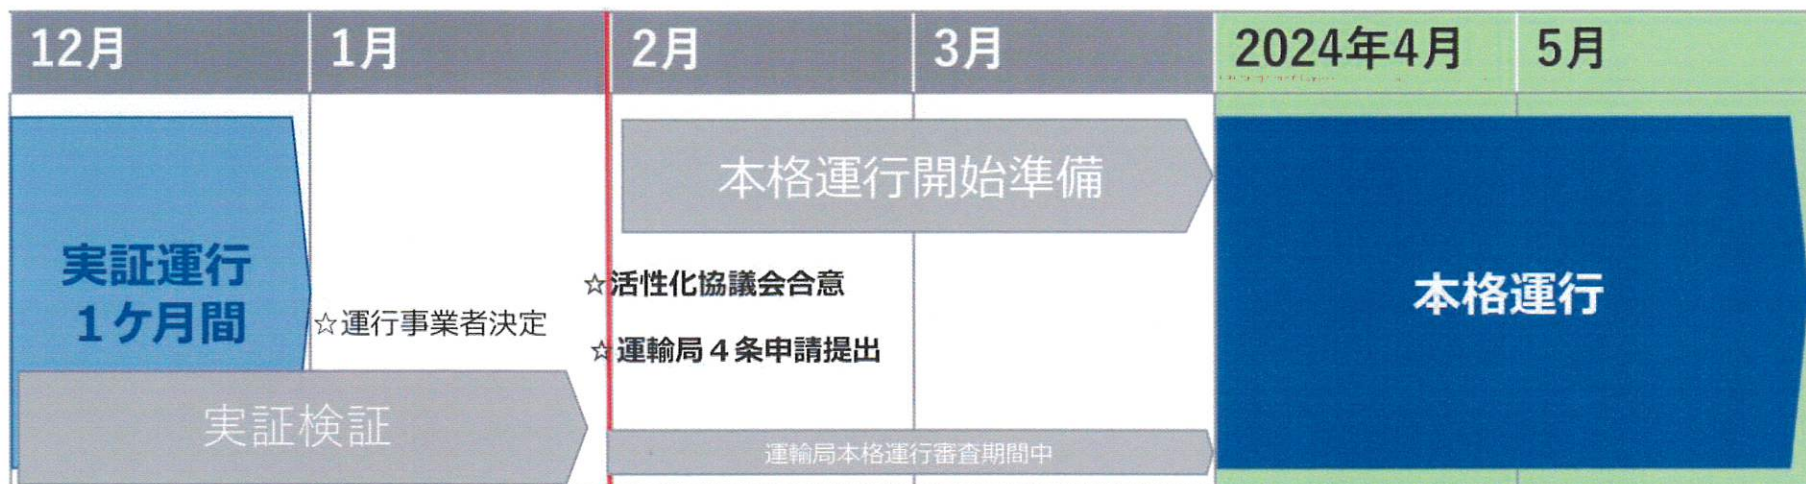 12月
1月
2月
3月
2024年4月
5月
本格運行開始準備
実証運行
1ケ月間
☆運行事業者決定
☆活性化協議会合意
☆運輸局4条申請提出
本格運行
実証検証
運輸局本格運行審査期間中